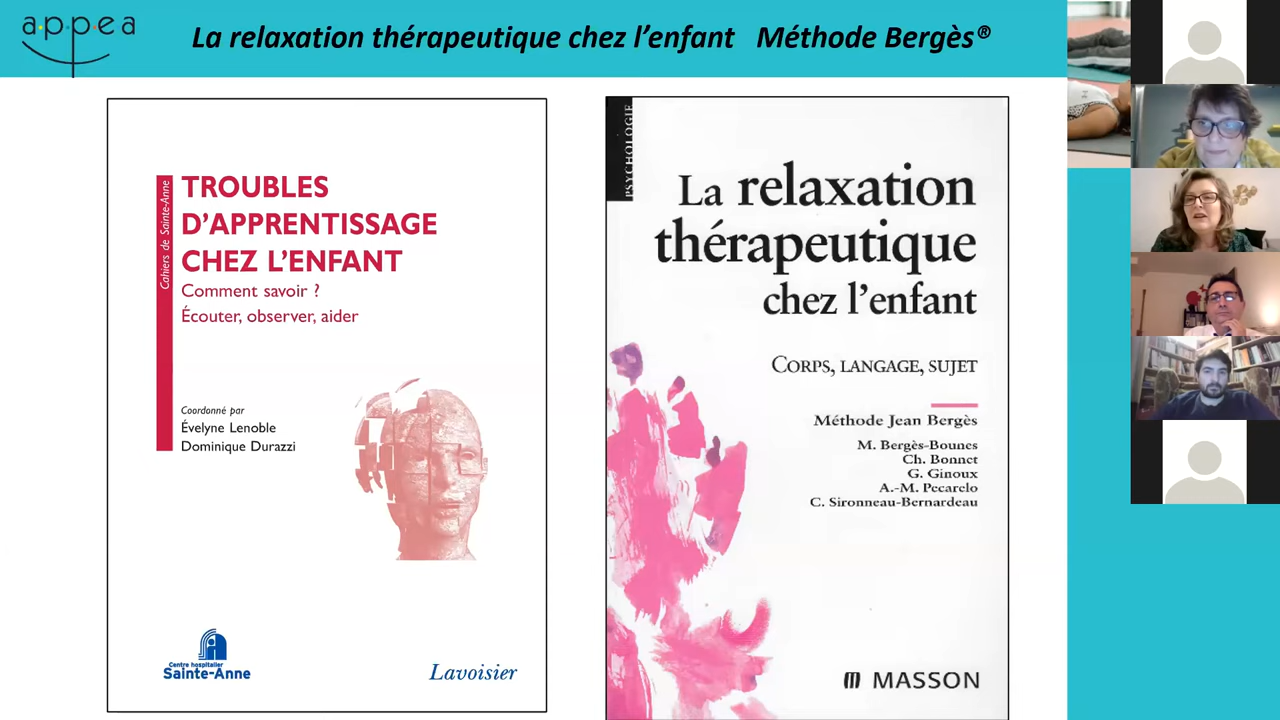 appea
La relaxation thérapeutique chez l'enfant Méthode Bergès®
Cahiers de Sainte-Anne
TROUBLES
D'APPRENTISSAGE
CHEZ L'ENFANT
Comment savoir ?
Écouter, observer, aider
Coordonné par
Évelyne Lenoble
Dominique Durazzi
Centre hospitalier
Sainte-Anne
Lavoisier
PSYCHOLOGIE
La relaxation
thérapeutique
chez l'enfant
CORPS, LANGAGE, SUJET
Méthode Jean Bergès
M. Bergès-Bounes
Ch. Bonnet
G. Ginoux
A.-M. Pecarelo
C. Sironneau-Bernardeau
MASSON